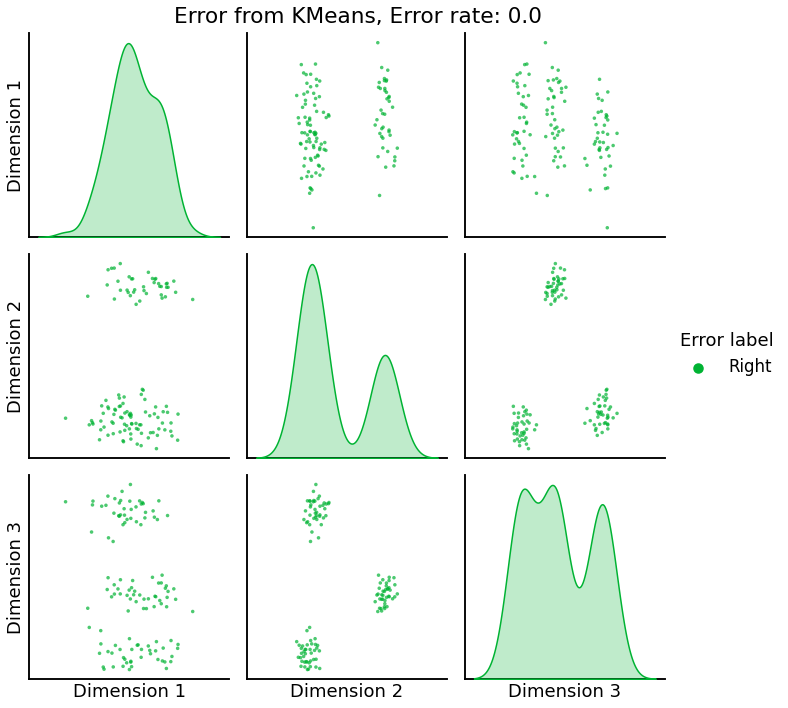 Error from KMeans, Error rate: 0.0
Dimension 1
Dimension 2
Error label
Right
Dimension 3
Dimension 1
Dimension 2
Dimension 3